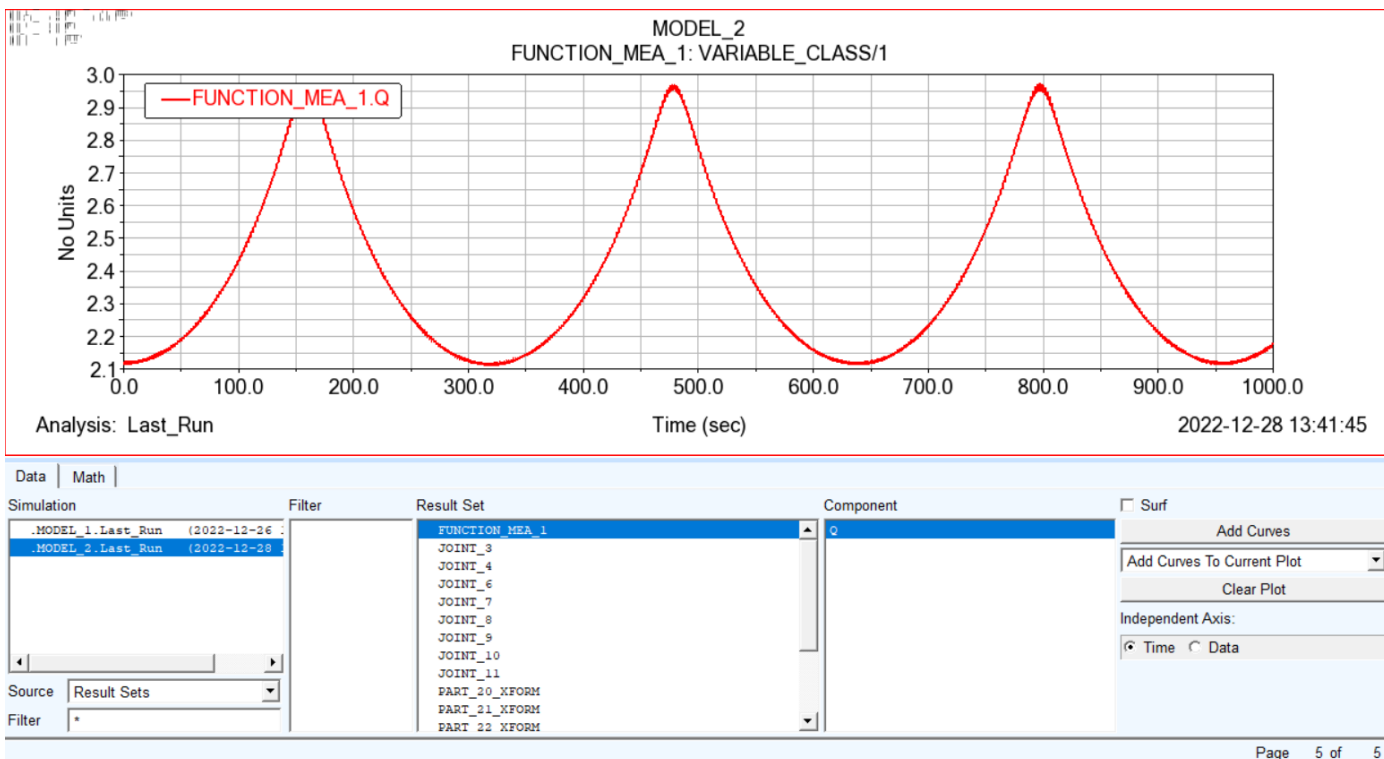 MODEL_2
FUNCTION_MEA_1: VARIABLE_CLASS/1
FUNCTION_MEA_1.Q
3.0
2.9
2.8
2.7
2.6
2.5
2.4
2.3
2.2
2.1
No Units
0.0 100.0 200.0 300.0 400.0 500.0 600.0 700.0 800.0 900.0 1000.0
Analysis: Last_Run Time (sec) 2022-12-28 13:41:45
Data Math
Simulation Filter Result Set Component Surf
.MODEL_1.Last_Run (2022-12-26
.MODEL_2.Last_Run (2022-12-28
FUNCTION_MEA_1
JOINT_3
JOINT_4
JOINT_6
JOINT_7
JOINT_8
JOINT_9
JOINT_10
JOINT_11
PART_20_XFORM
PART_21_XFORM
PART_22_XFORM
Q
Add Curves
Add Curves To Current Plot
Clear Plot
Independent Axis:
Time Data
Source Result Sets
Filter *
Page 5 of 5